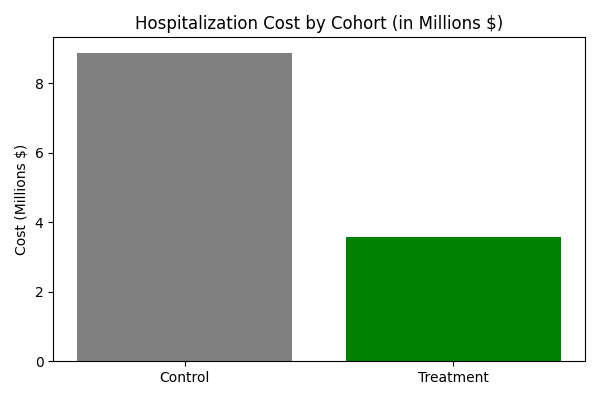 Hospitalization Cost by Cohort (in Millions $)
Cost (Millions $)
8
6
4
2
0
Control
Treatment